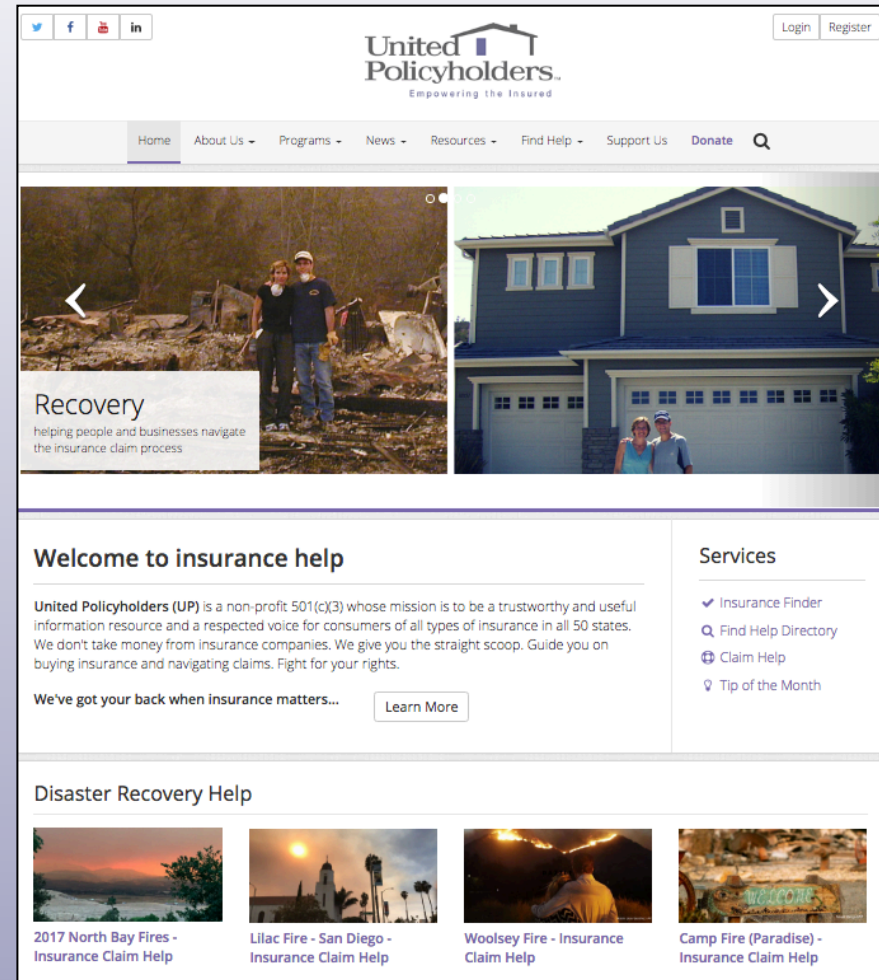 Login Register
United
Policyholders
Empowering the Insured
Home About Us Programs News Resources Find Help Support Us Donate
Recovery
helping people and businesses navigate
the insurance claim process
Welcome to insurance help
United Policyholders (UP) is a non-profit 501(c)(3) whose mission is to be a trustworthy and useful
information resource and a respected voice for consumers of all types of insurance in all 50 states.
We don't take money from insurance companies. We give you the straight scoop. Guide you on
buying insurance and navigating claims. Fight for your rights.
We've got your back when insurance matters...
Learn More
Services
Insurance Finder
Find Help Directory
Claim Help
Tip of the Month
Disaster Recovery Help
WELCOME
2017 North Bay Fires -
Insurance Claim Help
Lilac Fire - San Diego -
Insurance Claim Help
Woolsey Fire - Insurance
Claim Help
Camp Fire (Paradise) -
Insurance Claim Help